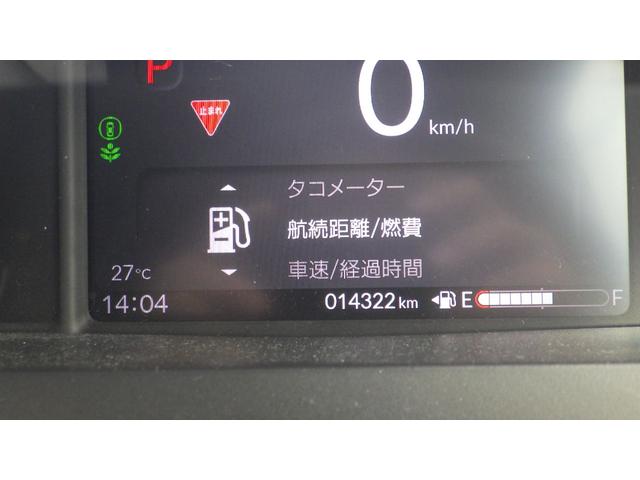 P
止まれ
0 km/h
タコメーター
航続距離/燃費
車速/経過時間
27℃
14:04
014322 km
E F